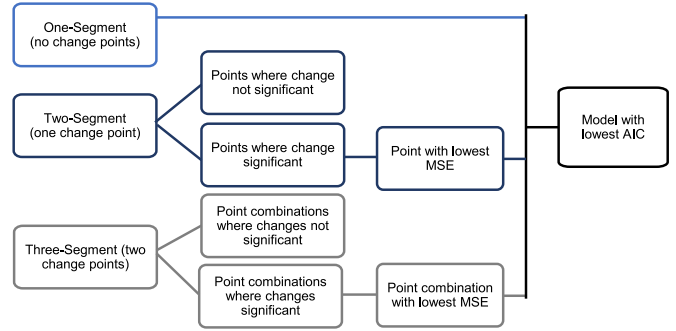 One-Segment
(no change points)
Points where change
not significant
Two-Segment
(one change point)
Points where change
significant
Point with lowest
MSE
Model with
lowest AIC
Point combinations
where changes not
significant
Three-Segment (two
change points)
Point combinations
where changes
significant
Point combination
with lowest MSE